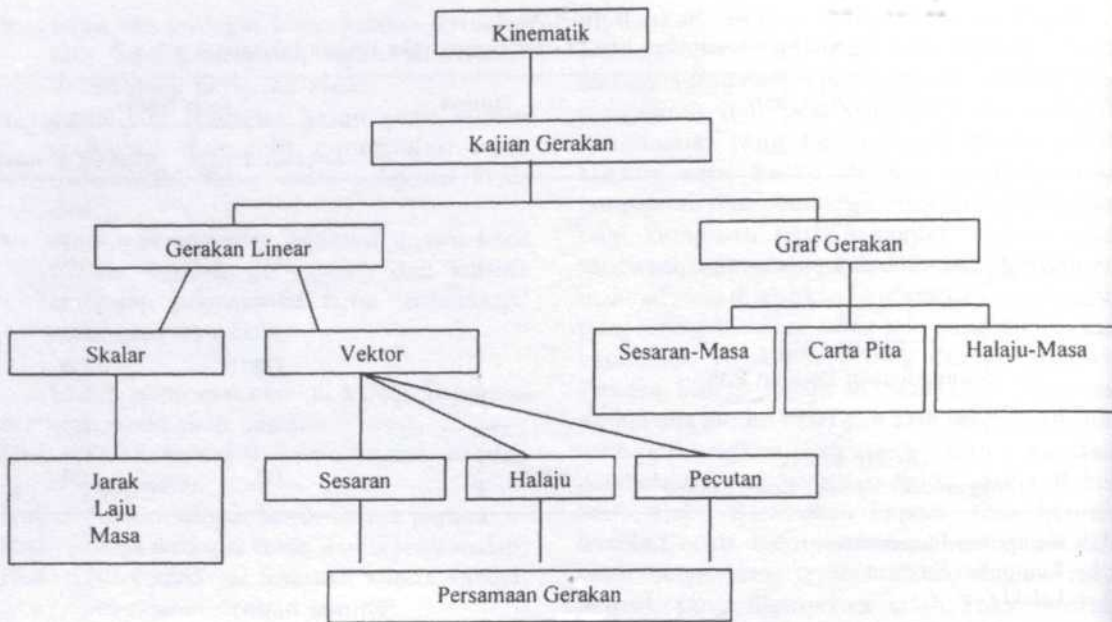 Kinematik
Kajian Gerakan
Gerakan Linear
Graf Gerakan
Skalar
Vektor
Sesaran-Masa
Carta Pita
Halaju-Masa
Jarak
Laju
Masa
Sesaran
Halaju
Pecutan
Persamaan Gerakan